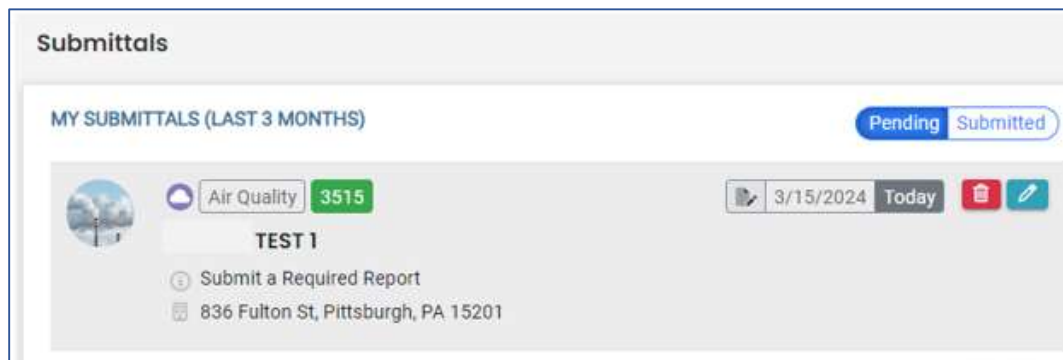 Submittals
MY SUBMITTALS (LAST 3 MONTHS)
Pending Submitted
Air Quality 3515
3/15/2024 Today
TEST 1
Submit a Required Report
836 Fulton St, Pittsburgh, PA 15201